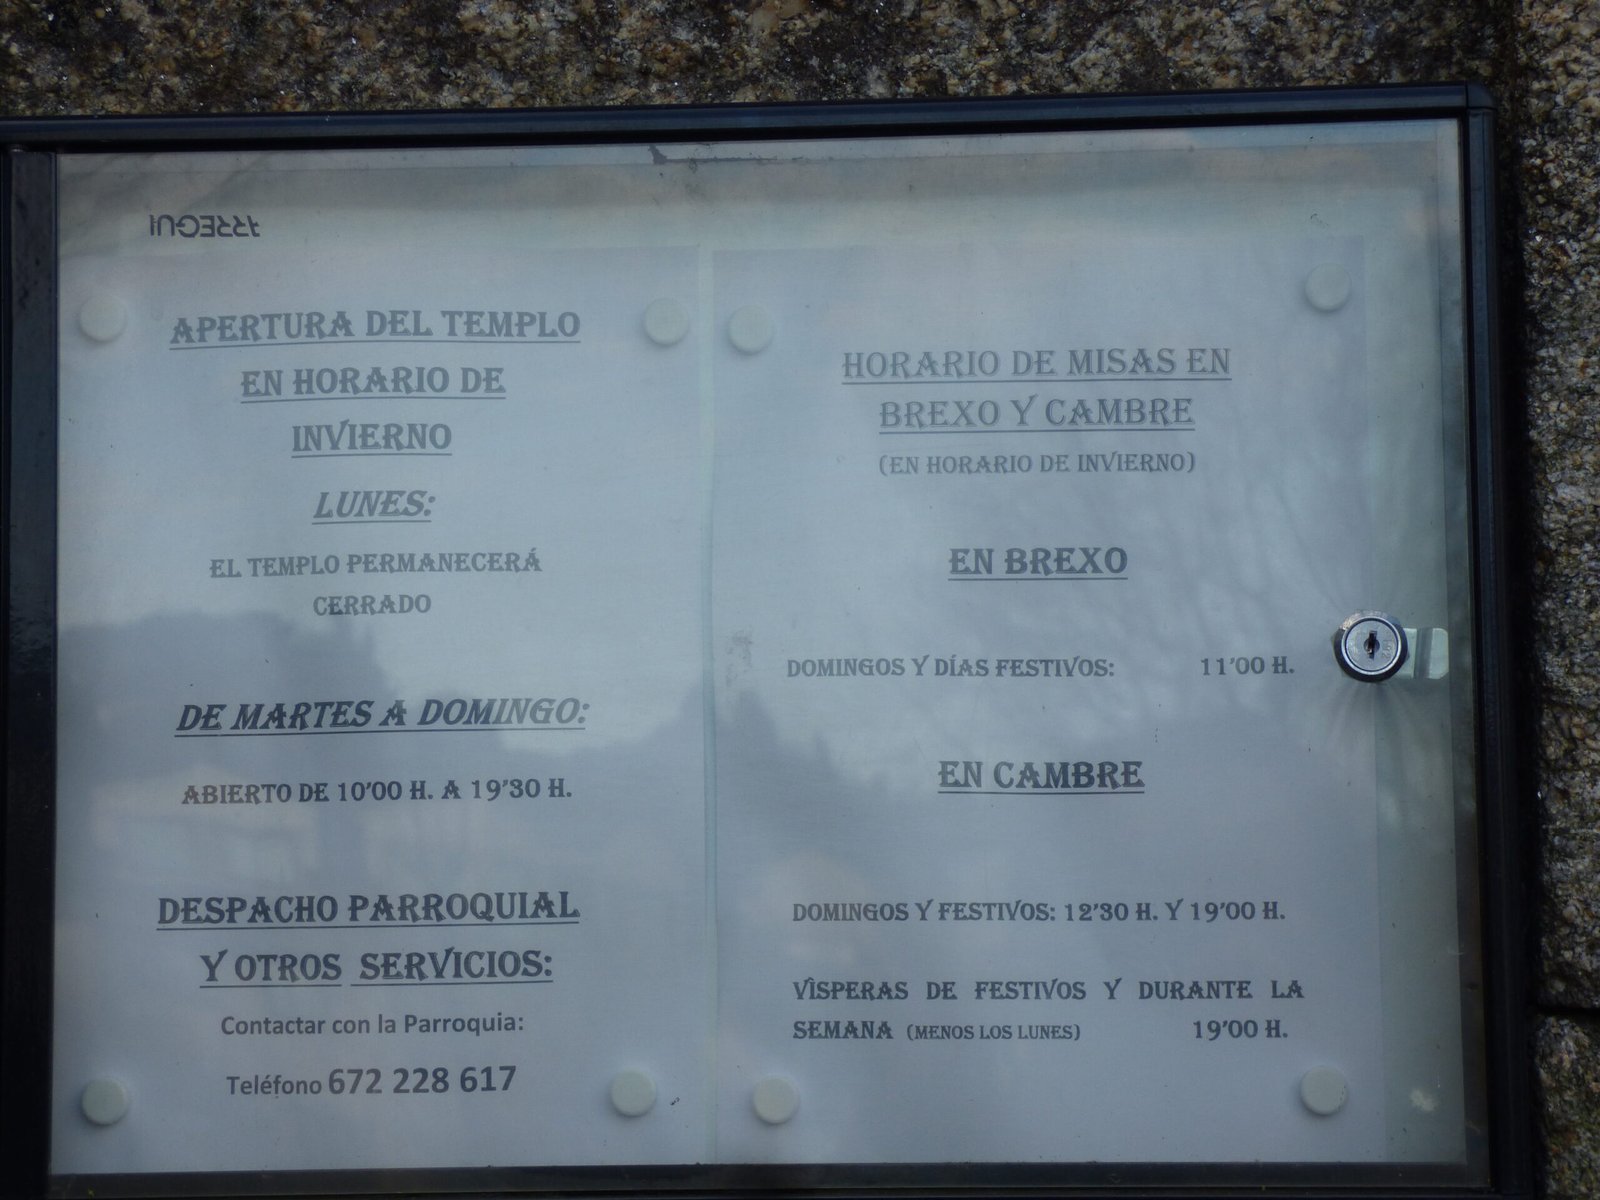 ARREGUI
APERTURA DEL TEMPLO
EN HORARIO DE
INVIERNO
LUNES:
EL TEMPLO PERMANECERÁ
CERRADO
DE MARTES A DOMINGO:
ABIERTO DE 10'00 H. A 19'30 H.
DESPACHO PARROQUIAL
Y OTROS SERVICIOS:
Contactar con la Parroquia:
Teléfono 672 228 617
HORARIO DE MISAS EN
BREXO Y CAMBRE
(EN HORARIO DE INVIERNO)
EN BREXO
DOMINGOS Y DÍAS FESTIVOS: 11'00 H.
EN CAMBRE
DOMINGOS Y FESTIVOS: 12'30 H. Y 19'00 H.
VÌSPERAS DE FESTIVOS Y DURANTE LA
SEMANA (MENOS LOS LUNES) 19'00 H.